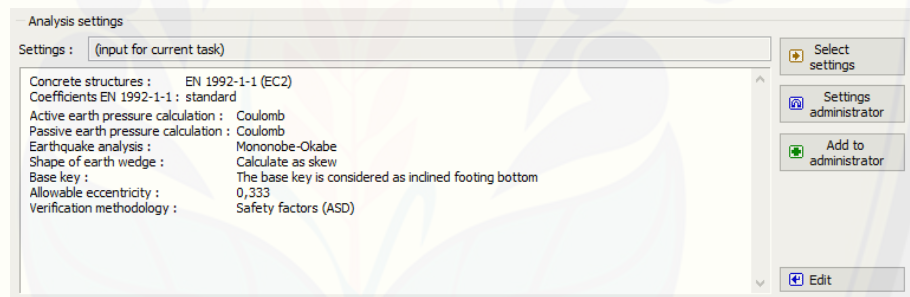 Analysis settings
Settings : (input for current task)
Concrete structures : EN 1992-1-1 (EC2)
Coefficients EN 1992-1-1 : standard
Active earth pressure calculation : Coulomb
Passive earth pressure calculation : Coulomb
Earthquake analysis : Mononobe-Okabe
Shape of earth wedge : Calculate as skew
Base key : The base key is considered as inclined footing bottom
Allowable eccentricity : 0,333
Verification methodology : Safety factors (ASD)
Select
settings
Settings
administrator
Add to
administrator
Edit